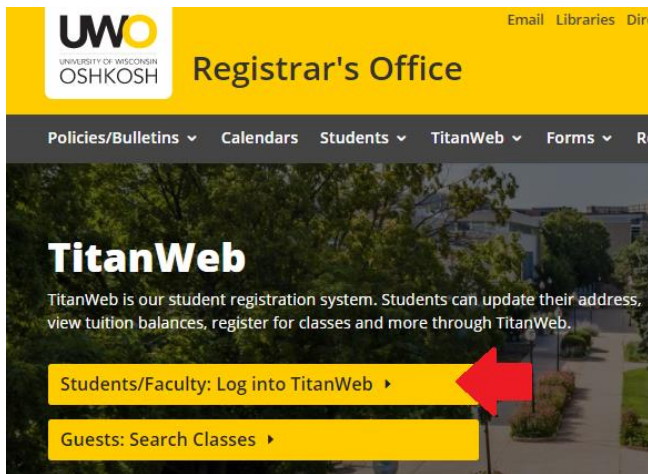 Email Libraries
UWO
UNIVERSITY OF WISCONSIN
OSHKOSH
Registrar's Office
Policies/Bulletins Calendars Students TitanWeb Forms
TitanWeb
TitanWeb is our student registration system. Students can update their address,
view tuition balances, register for classes and more through TitanWeb.
Students/Faculty: Log into TitanWeb
Guests: Search Classes